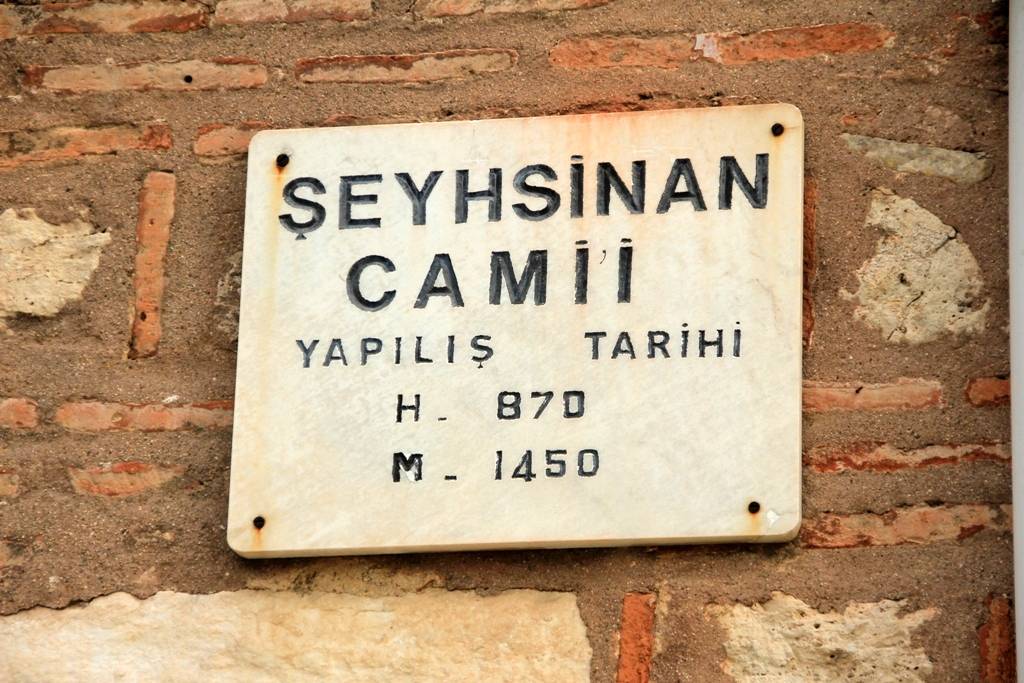 ŞEYHSİNAN
CAMİ'İ
YAPILIŞ TARİHİ
H. 870
M. 1450